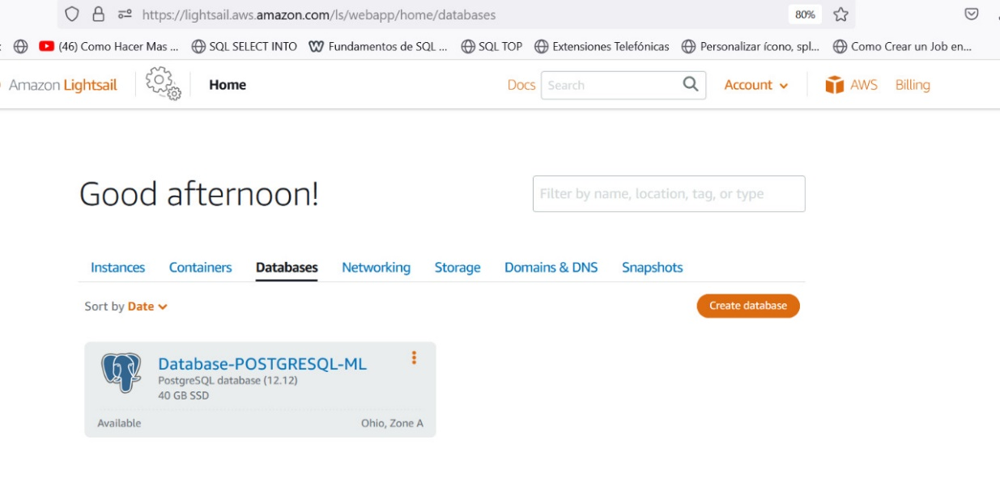 https://lightsail.aws.amazon.com/ls/webapp/home/databases 80%
(46) Como Hacer Mas ... SQL SELECT INTO Fundamentos de SQL ... SQL TOP Extensiones Telefónicas Personalizar ícono, spl... Como Crear un Job en...
Amazon Lightsail Home Docs Search Account AWS Billing
Good afternoon! Filter by name, location, tag, or type
Instances Containers Databases Networking Storage Domains & DNS Snapshots
Sort by Date Create database
Database-POSTGRESQL-ML
PostgreSQL database (12.12)
40 GB SSD
Available Ohio, Zone A